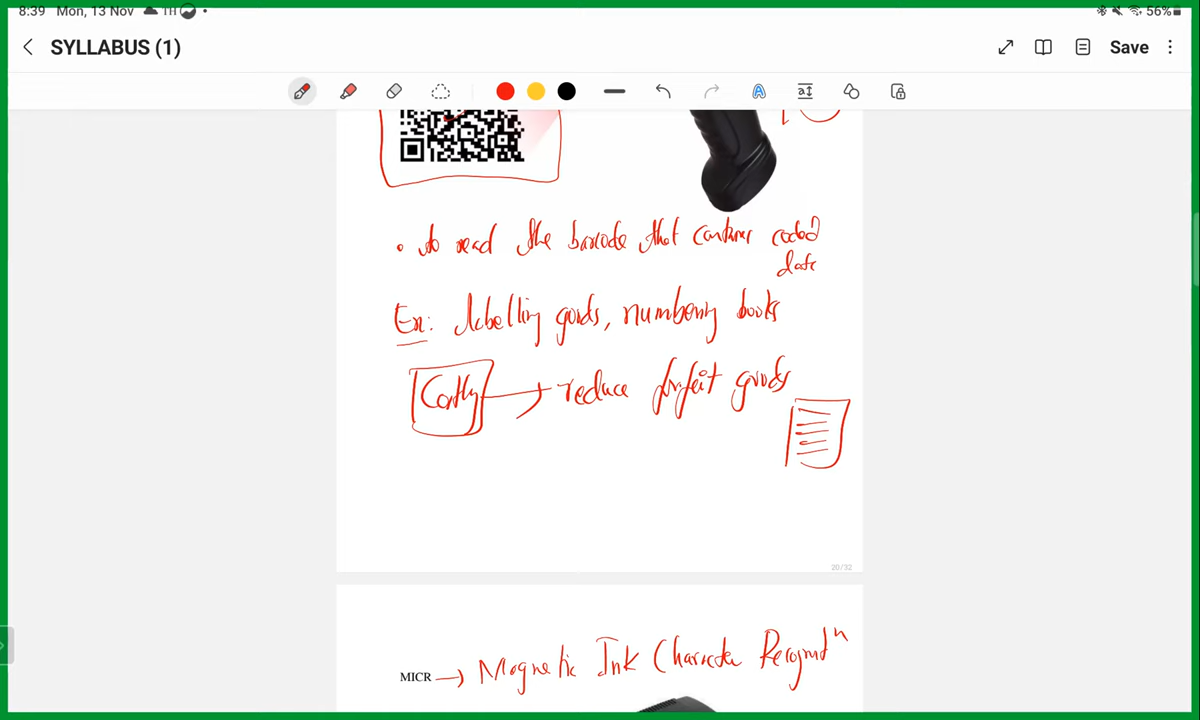 8:39 Mon, 13 Nov TH 56%
SYLLABUS (1)
Save
• to read the barcode that contains coded
data
Ex: labelling goods, numbering books
Costly → reduce forfeit goods
20/32
MICR → Magnetic Ink Character Recognitⁿ